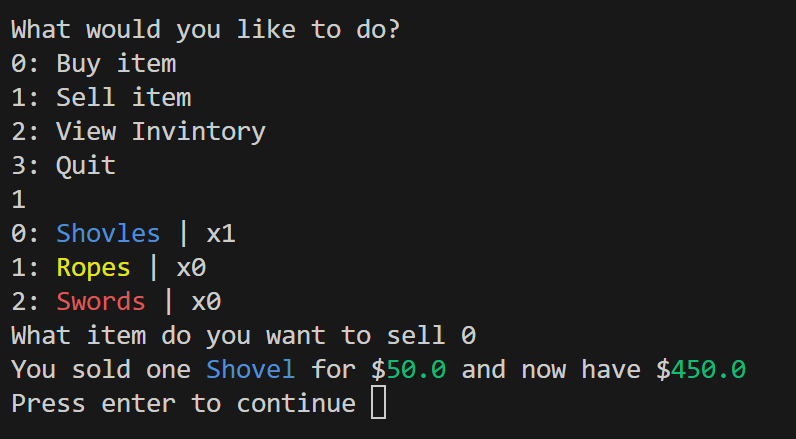 What would you like to do?
0: Buy item
1: Sell item
2: View Invintory
3: Quit
1
0: Shovles | x1
1: Ropes | x0
2: Swords | x0
What item do you want to sell 0
You sold one Shovel for $50.0 and now have $450.0
Press enter to continue